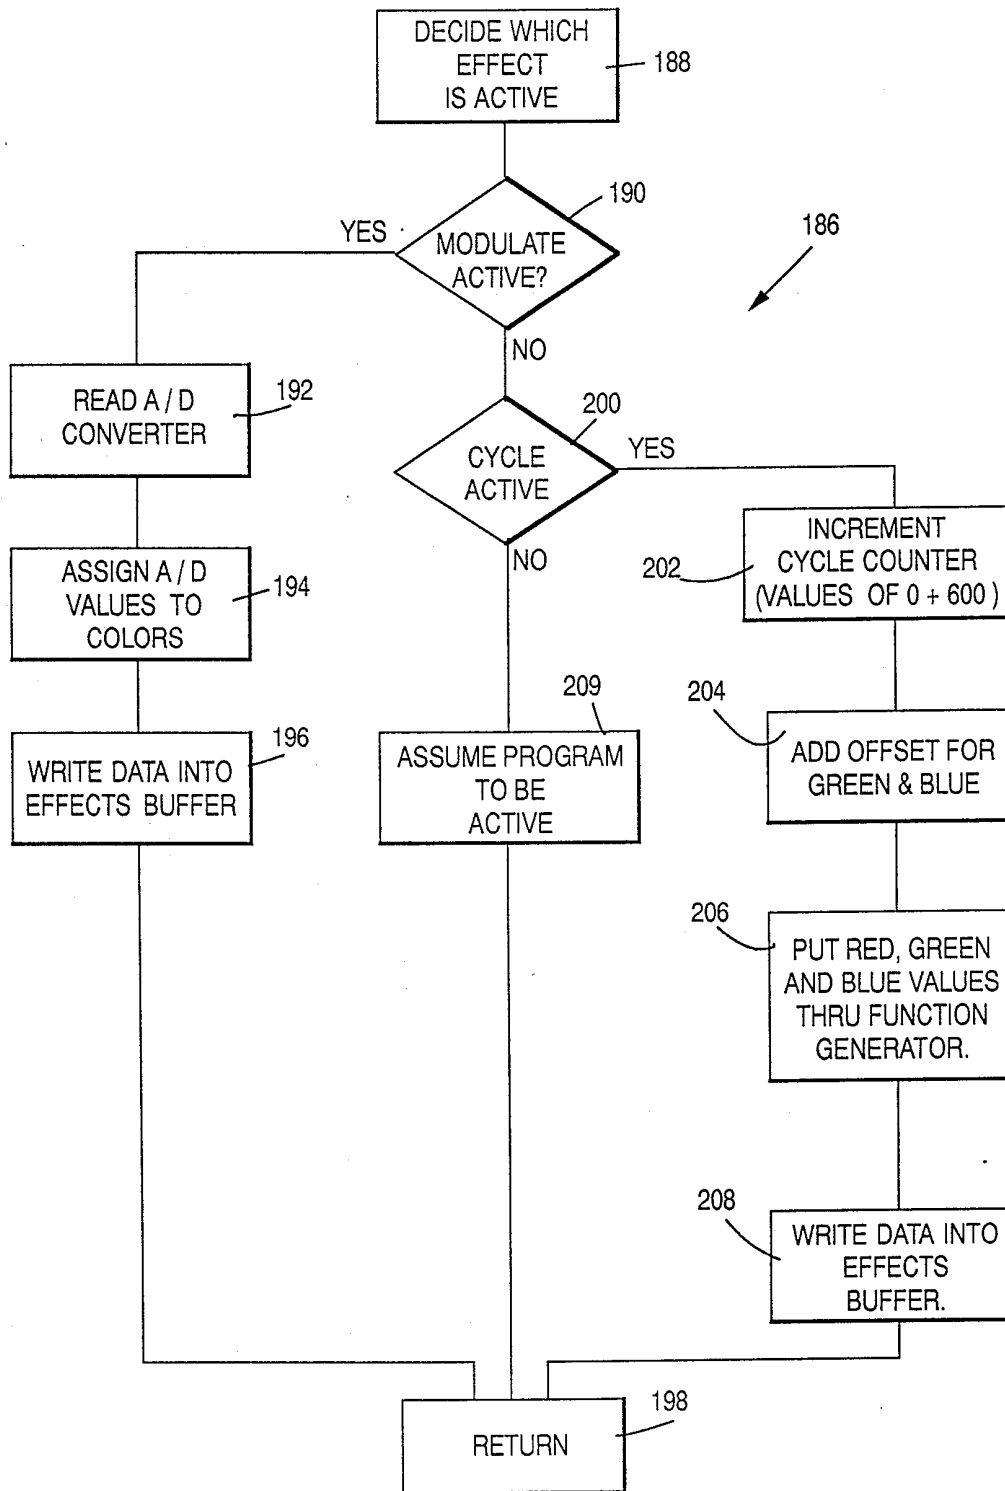 DECIDE WHICH
EFFECT
IS ACTIVE
188
190
YES
MODULATE
ACTIVE?
186
NO
READ A / D
CONVERTER
192
200
CYCLE
ACTIVE
YES
NO
INCREMENT
CYCLE COUNTER
(VALUES OF 0 + 600 )
202
ASSIGN A / D
VALUES TO
COLORS
194
209
204
WRITE DATA INTO
EFFECTS BUFFER
196
ASSUME PROGRAM
TO BE
ACTIVE
ADD OFFSET FOR
GREEN & BLUE
206
PUT RED, GREEN
AND BLUE VALUES
THRU FUNCTION
GENERATOR.
208
WRITE DATA INTO
EFFECTS
BUFFER.
198
RETURN